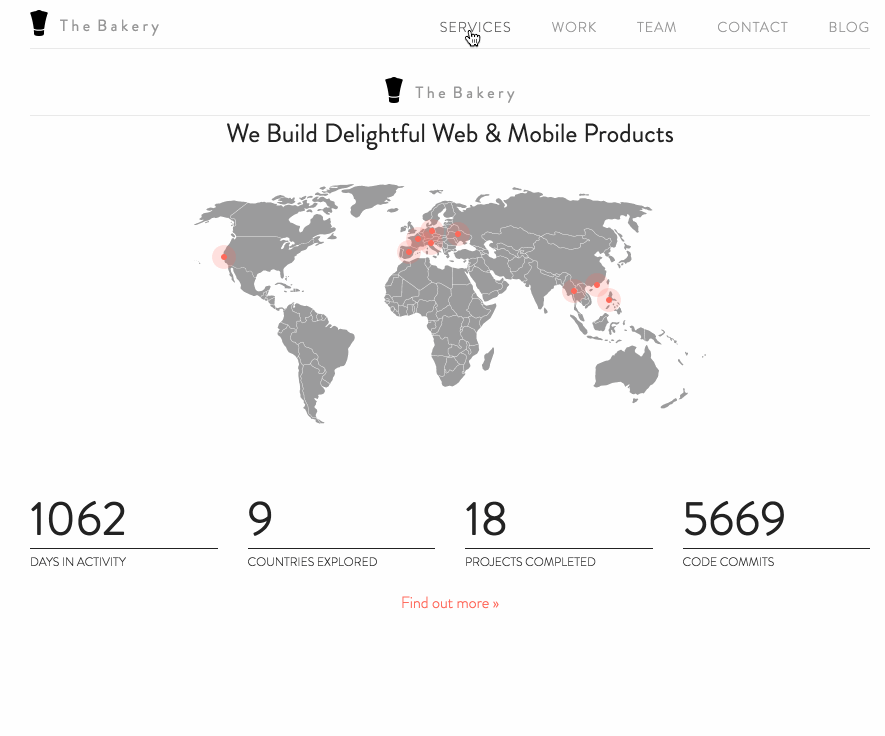 The Bakery SERVICES WORK TEAM CONTACT BLOG
The Bakery
We Build Delightful Web & Mobile Products
1062 9 18 5669
DAYS IN ACTIVITY COUNTRIES EXPLORED PROJECTS COMPLETED CODE COMMITS
Find out more »